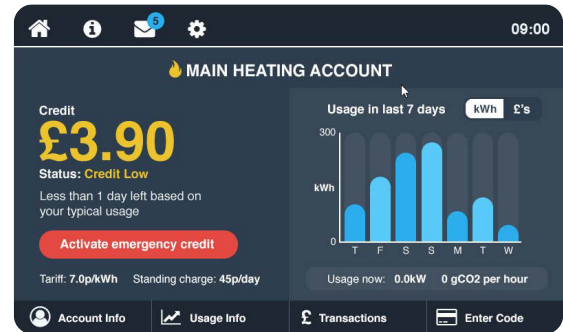 5
09:00
MAIN HEATING ACCOUNT
Credit
£3.90
Status: Credit Low
Less than 1 day left based on
your typical usage
Activate emergency credit
Tariff: 7.0p/kWh Standing charge: 45p/day
Usage in last 7 days
kWh £'s
300
kWh
0
T F S S M T W
Usage now: 0.0kW 0 gCO2 per hour
Account Info
Usage Info
£ Transactions
Enter Code